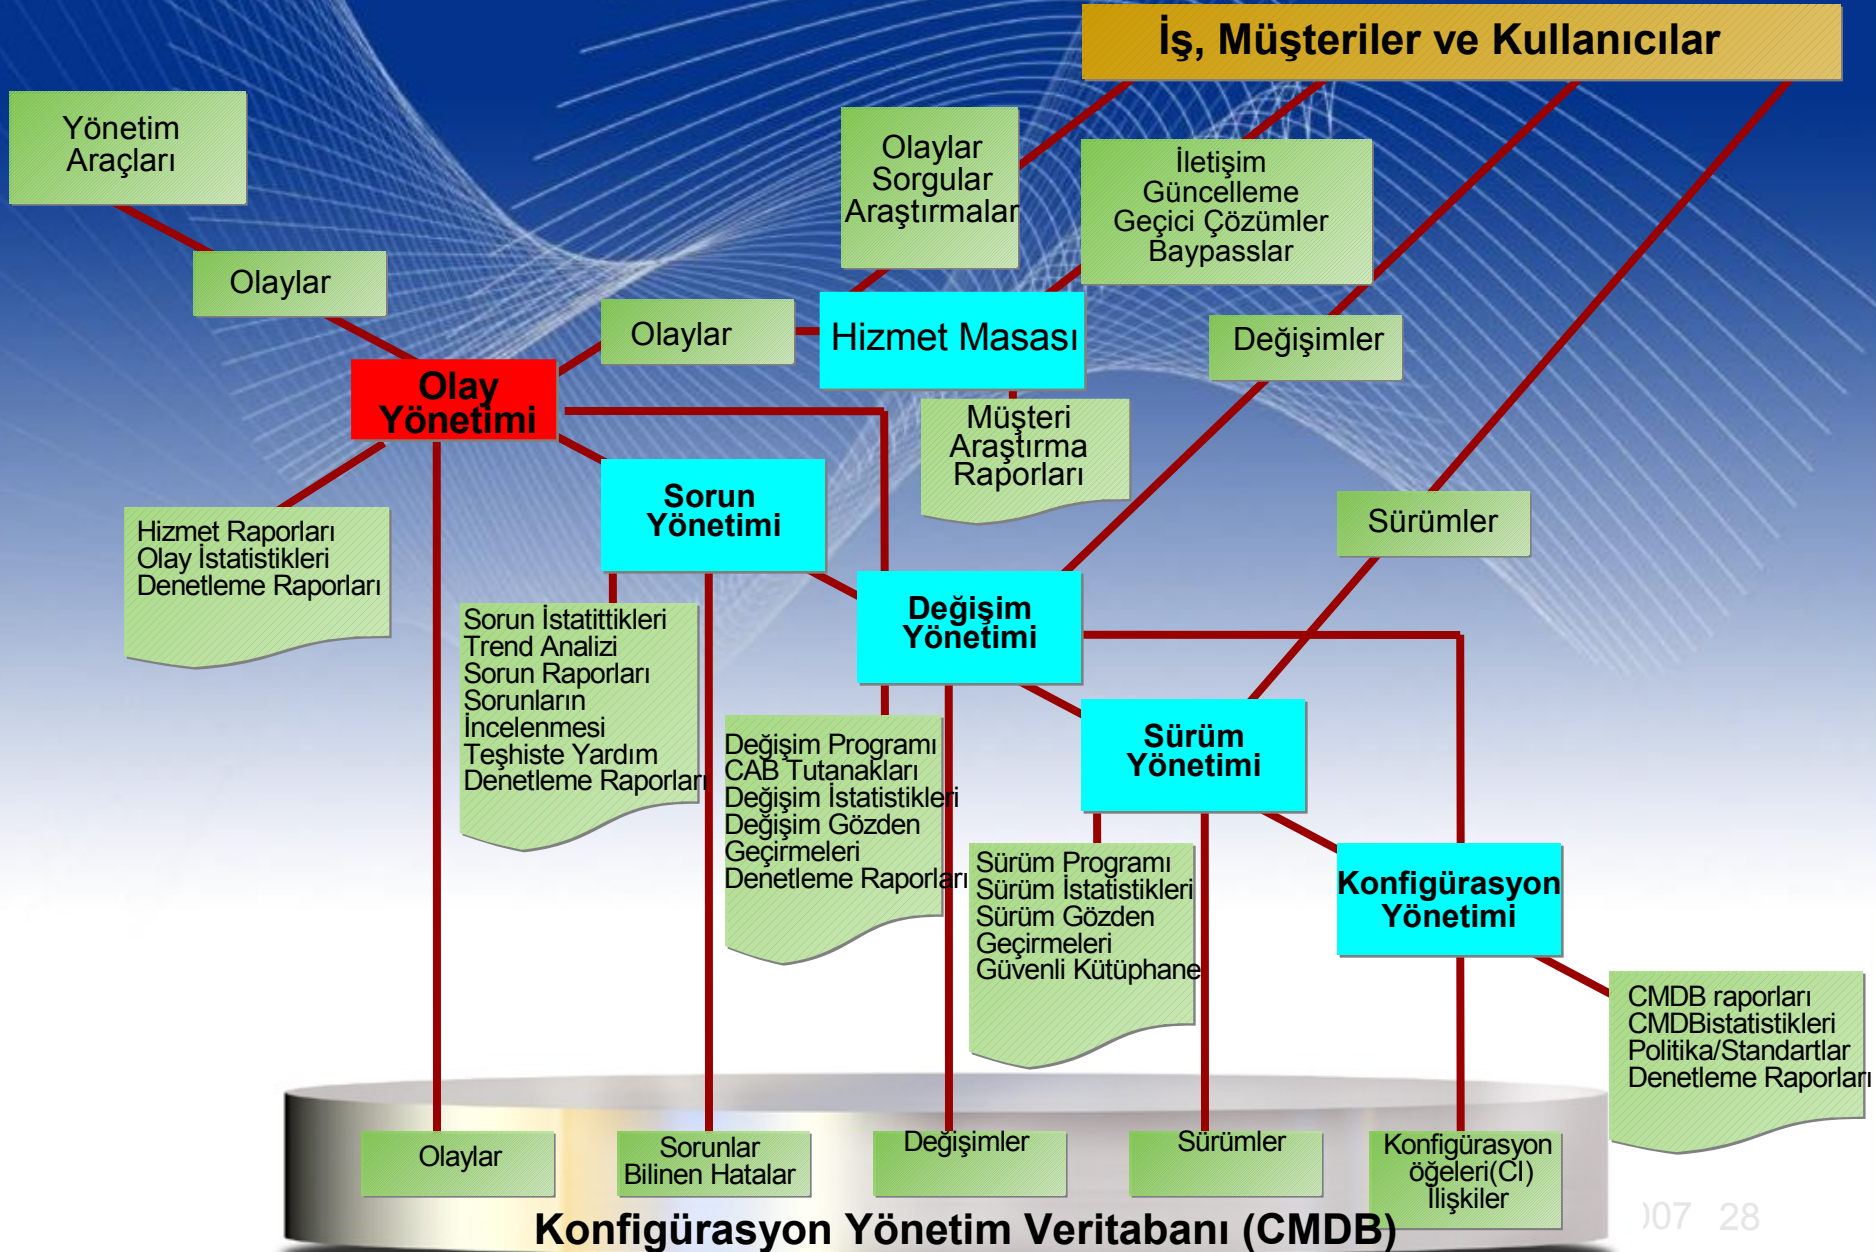 İş, Müşteriler ve Kullanıcılar
Yönetim
Araçları
Olaylar
Sorgular
Araştırmalar
İletişim
Güncelleme
Geçici Çözümler
Baypasslar
Olaylar
Olaylar
Hizmet Masası
Değişimler
Olay
Yönetimi
Müşteri
Araştırma
Raporları
Sorun
Yönetimi
Sürümler
Hizmet Raporları
Olay İstatistikleri
Denetleme Raporları
Değişim
Yönetimi
Sorun İstatittikleri
Trend Analizi
Sorun Raporları
Sorunların
İncelenmesi
Teşhiste Yardım
Denetleme Raporları
Sürüm
Yönetimi
Değişim Programı
CAB Tutanakları
Değişim İstatistikleri
Değişim Gözden
Geçirmeleri
Denetleme Raporları
Sürüm Programı
Sürüm İstatistikleri
Sürüm Gözden
Geçirmeleri
Güvenli Kütüphane
Konfigürasyon
Yönetimi
CMDB raporları
CMDBistatistikleri
Politika/Standartlar
Denetleme Raporları
Olaylar
Sorunlar
Bilinen Hatalar
Değişimler
Sürümler
Konfigürasyon
öğeleri(CI)
İlişkiler
Konfigürasyon Yönetim Veritabanı (CMDB)
28